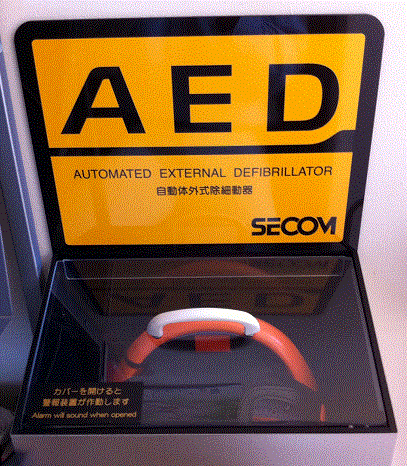 AED
AUTOMATED EXTERNAL DEFIBRILLATOR
自動体外式除細動器
SECOM
カバーを開けると
警報装置が作動します
Alarm will sound when opened